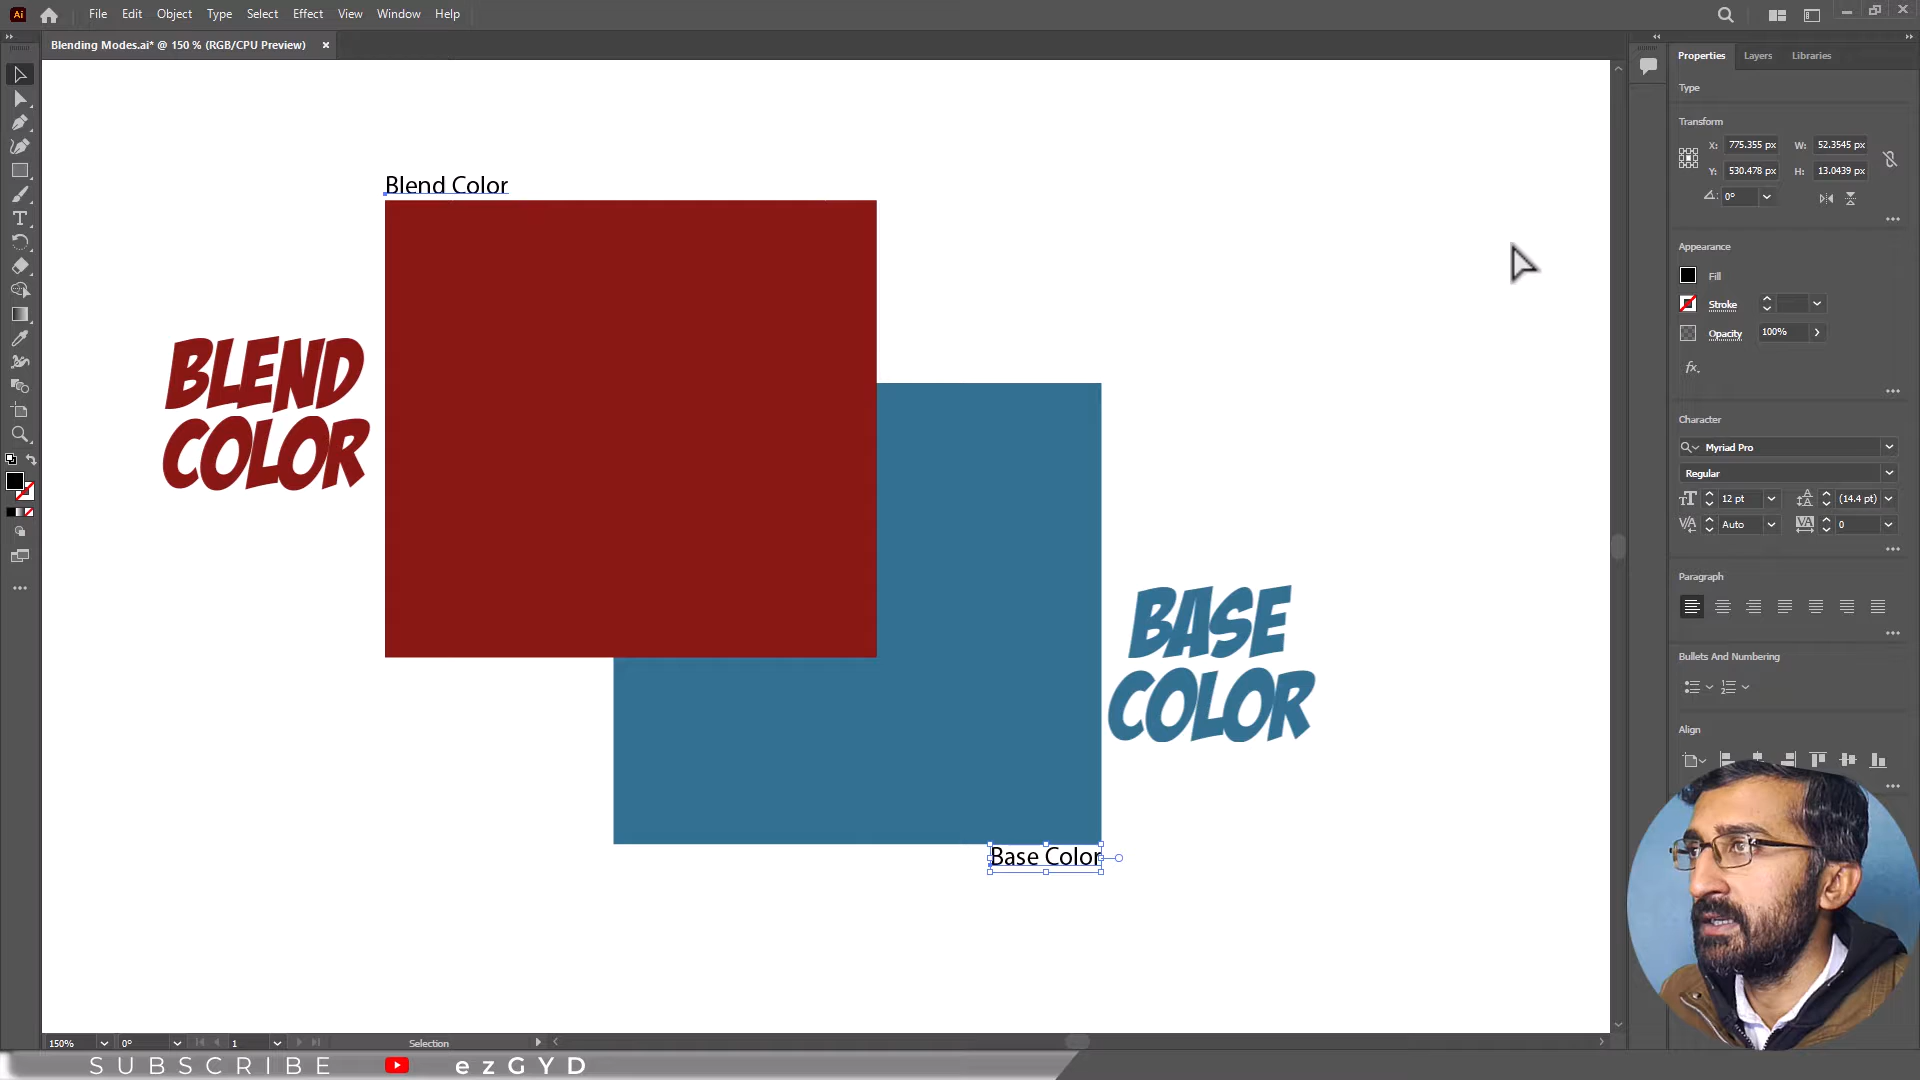 Ai File Edit Object Type Select Effect View Window Help
Blending Modes.ai* @ 150 % (RGB/CPU Preview) ×
Properties Layers Libraries
Type
Transform
X: 775.355 px W: 52.3545 px
Y: 530.478 px H: 13.0439 px
0°
Appearance
Fill
Stroke
Opacity 100%
fx.
Character
Myriad Pro
Regular
12 pt (14.4 pt)
Auto 0
Paragraph
Bullets And Numbering
Align
Blend Color
BLEND
COLOR
BASE
COLOR
Base Color
150% 0° 1 Selection
SUBSCRIBE ezGYD